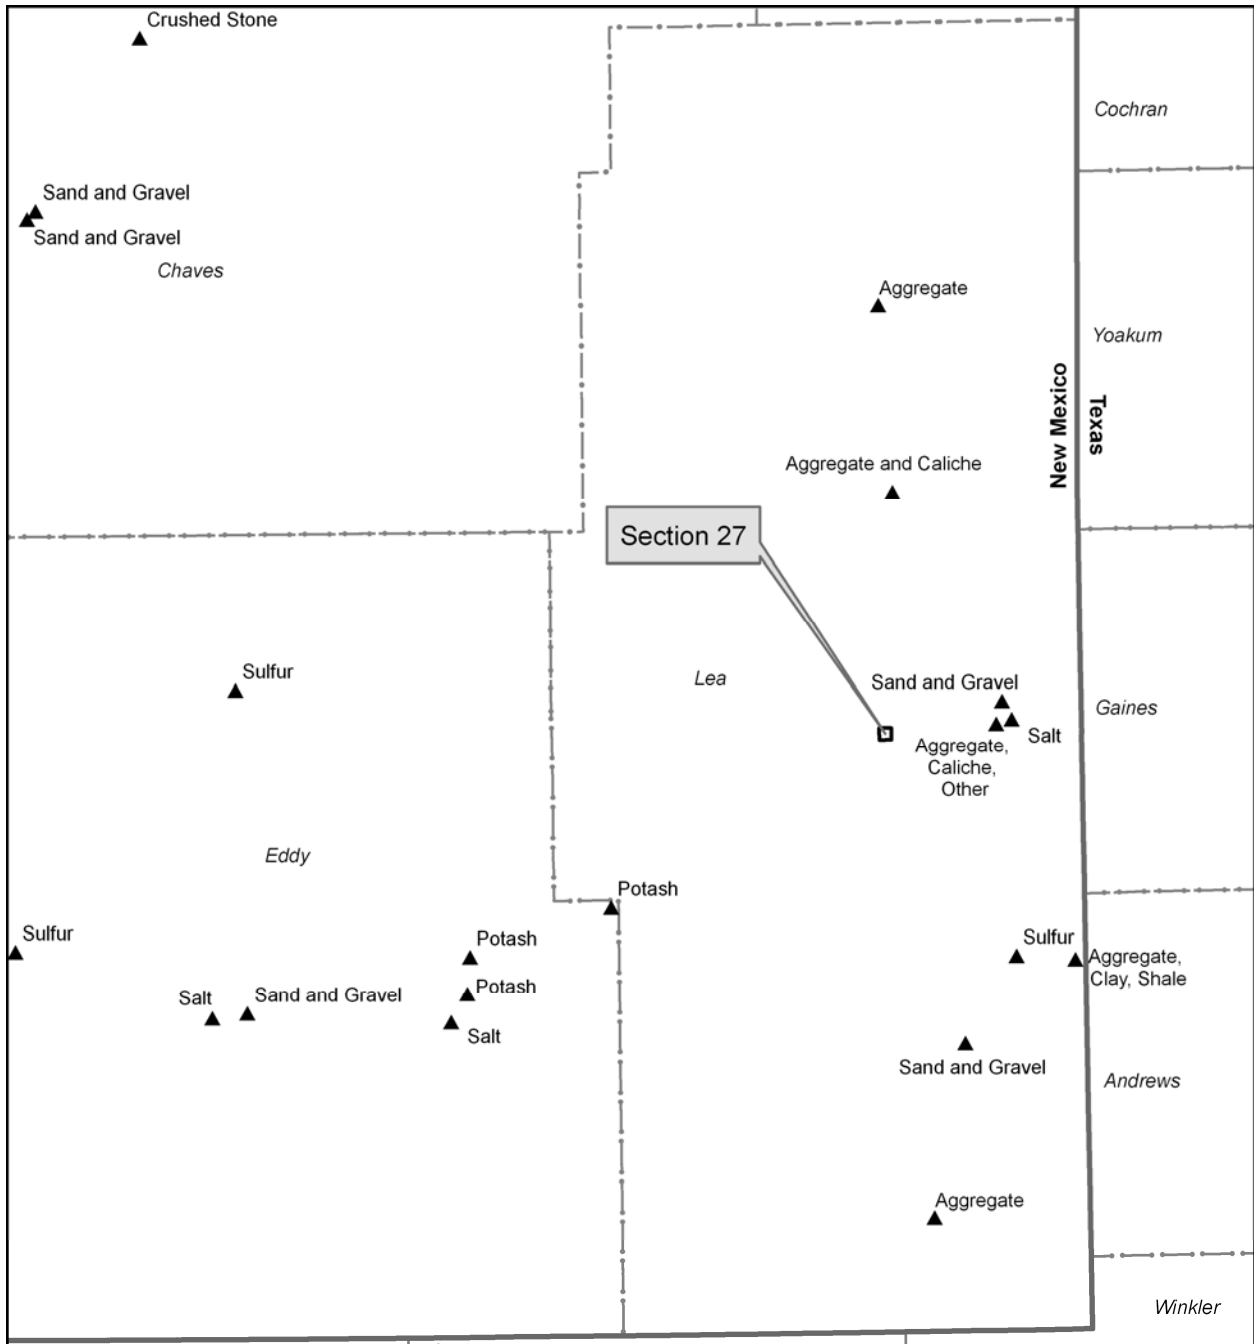 Crushed Stone
Cochran
Sand and Gravel
Sand and Gravel
Chaves
Aggregate
Yoakum
New Mexico
Texas
Aggregate and Caliche
Section 27
Sulfur
Lea
Sand and Gravel
Gaines
Salt
Aggregate,
Caliche,
Other
Eddy
Potash
Sulfur
Potash
Sulfur
Aggregate,
Clay, Shale
Potash
Salt
Sand and Gravel
Salt
Sand and Gravel
Andrews
Aggregate
Winkler